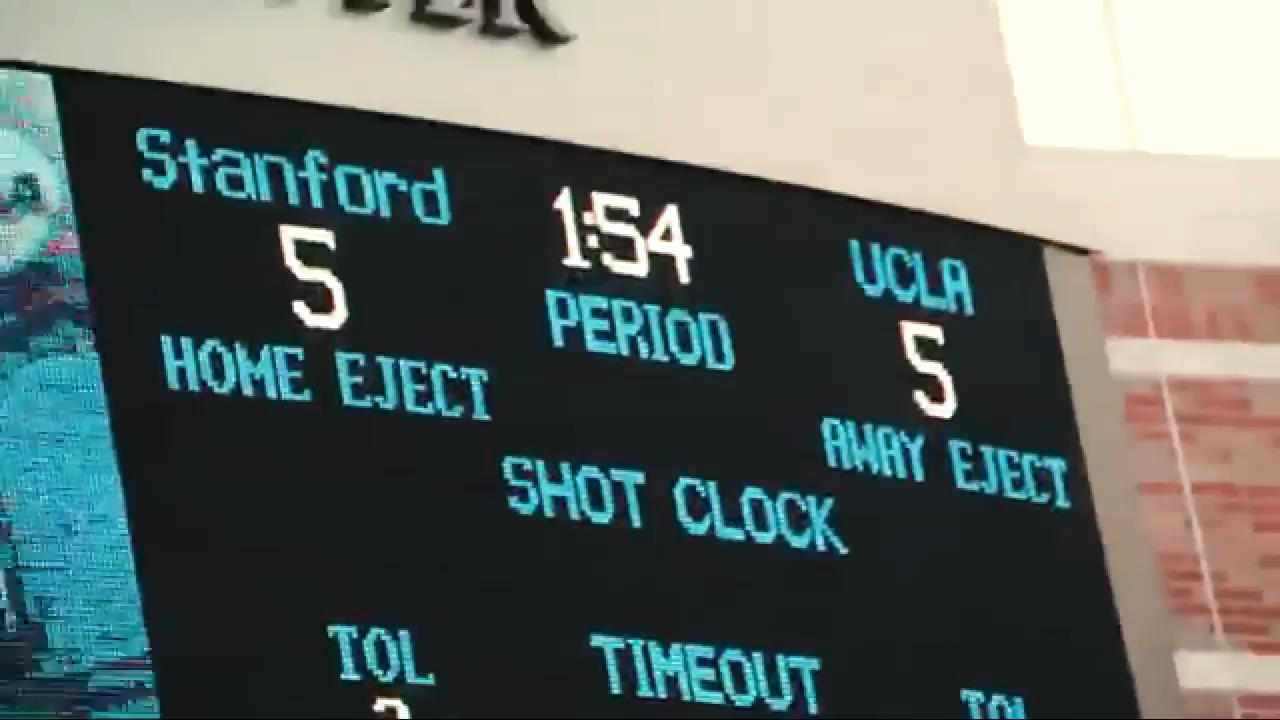 Stanford 1:54 UCLA
5 PERIOD 5
HOME EJECT AWAY EJECT
SHOT CLOCK
TOL TIMEOUT TOL